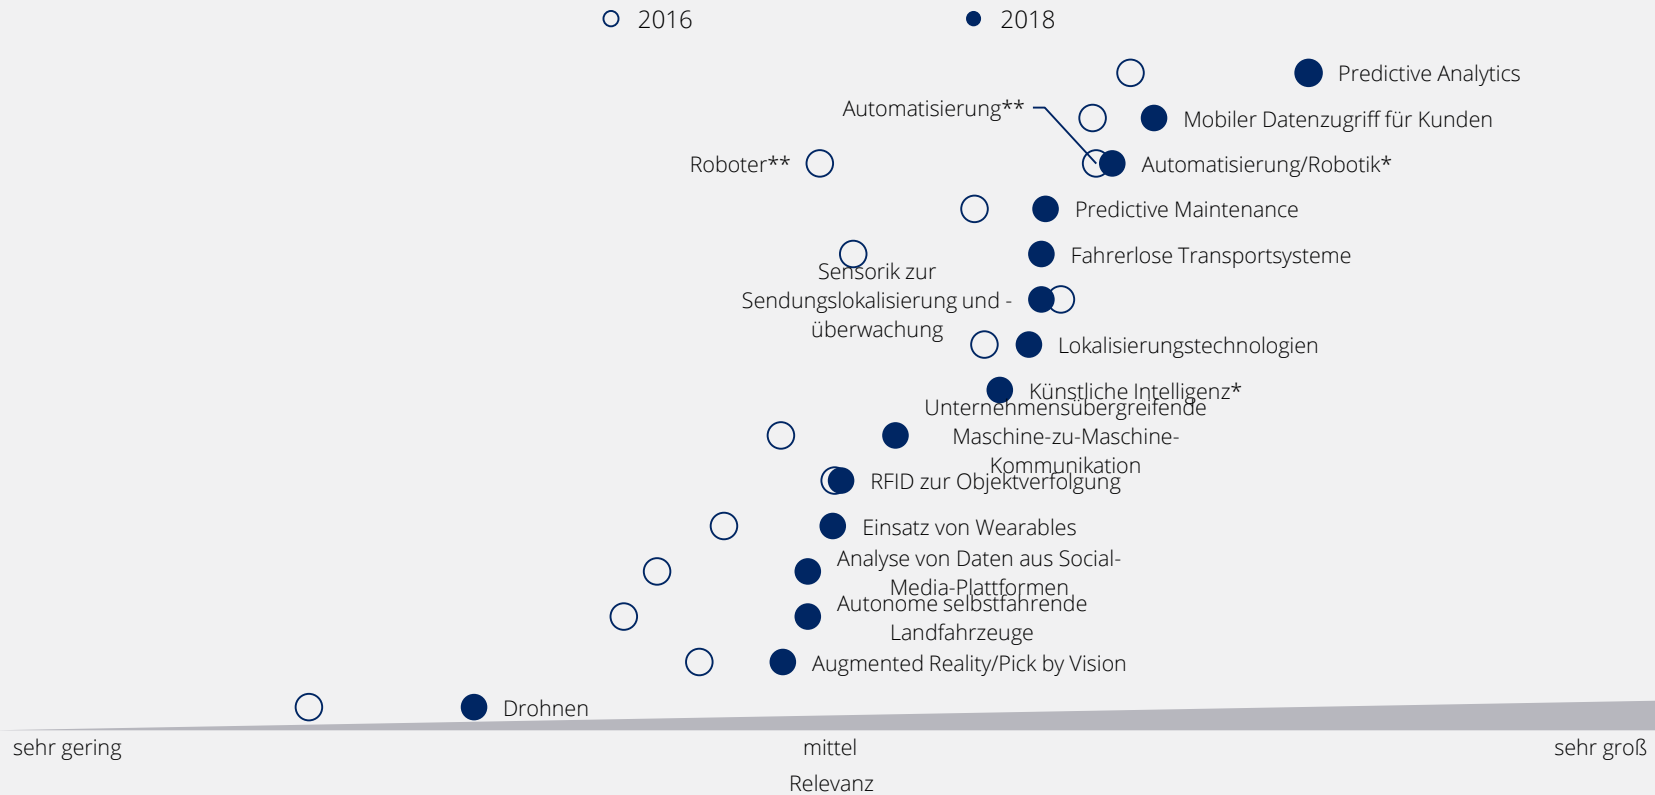 2016
2018
Predictive Analytics
Automatisierung**
Mobiler Datenzugriff für Kunden
Roboter**
Automatisierung/Robotik*
Predictive Maintenance
Fahrerlose Transportsysteme
Sensorik zur
Sendungslokalisierung und -
überwachung
Lokalisierungstechnologien
Künstliche Intelligenz*
Unternehmensübergreifende
Maschine-zu-Maschine-
Kommunikation
RFID zur Objektverfolgung
Einsatz von Wearables
Analyse von Daten aus Social-
Media-Plattformen
Autonome selbstfahrende
Landfahrzeuge
Augmented Reality/Pick by Vision
Drohnen
sehr gering
mittel
sehr groß
Relevanz